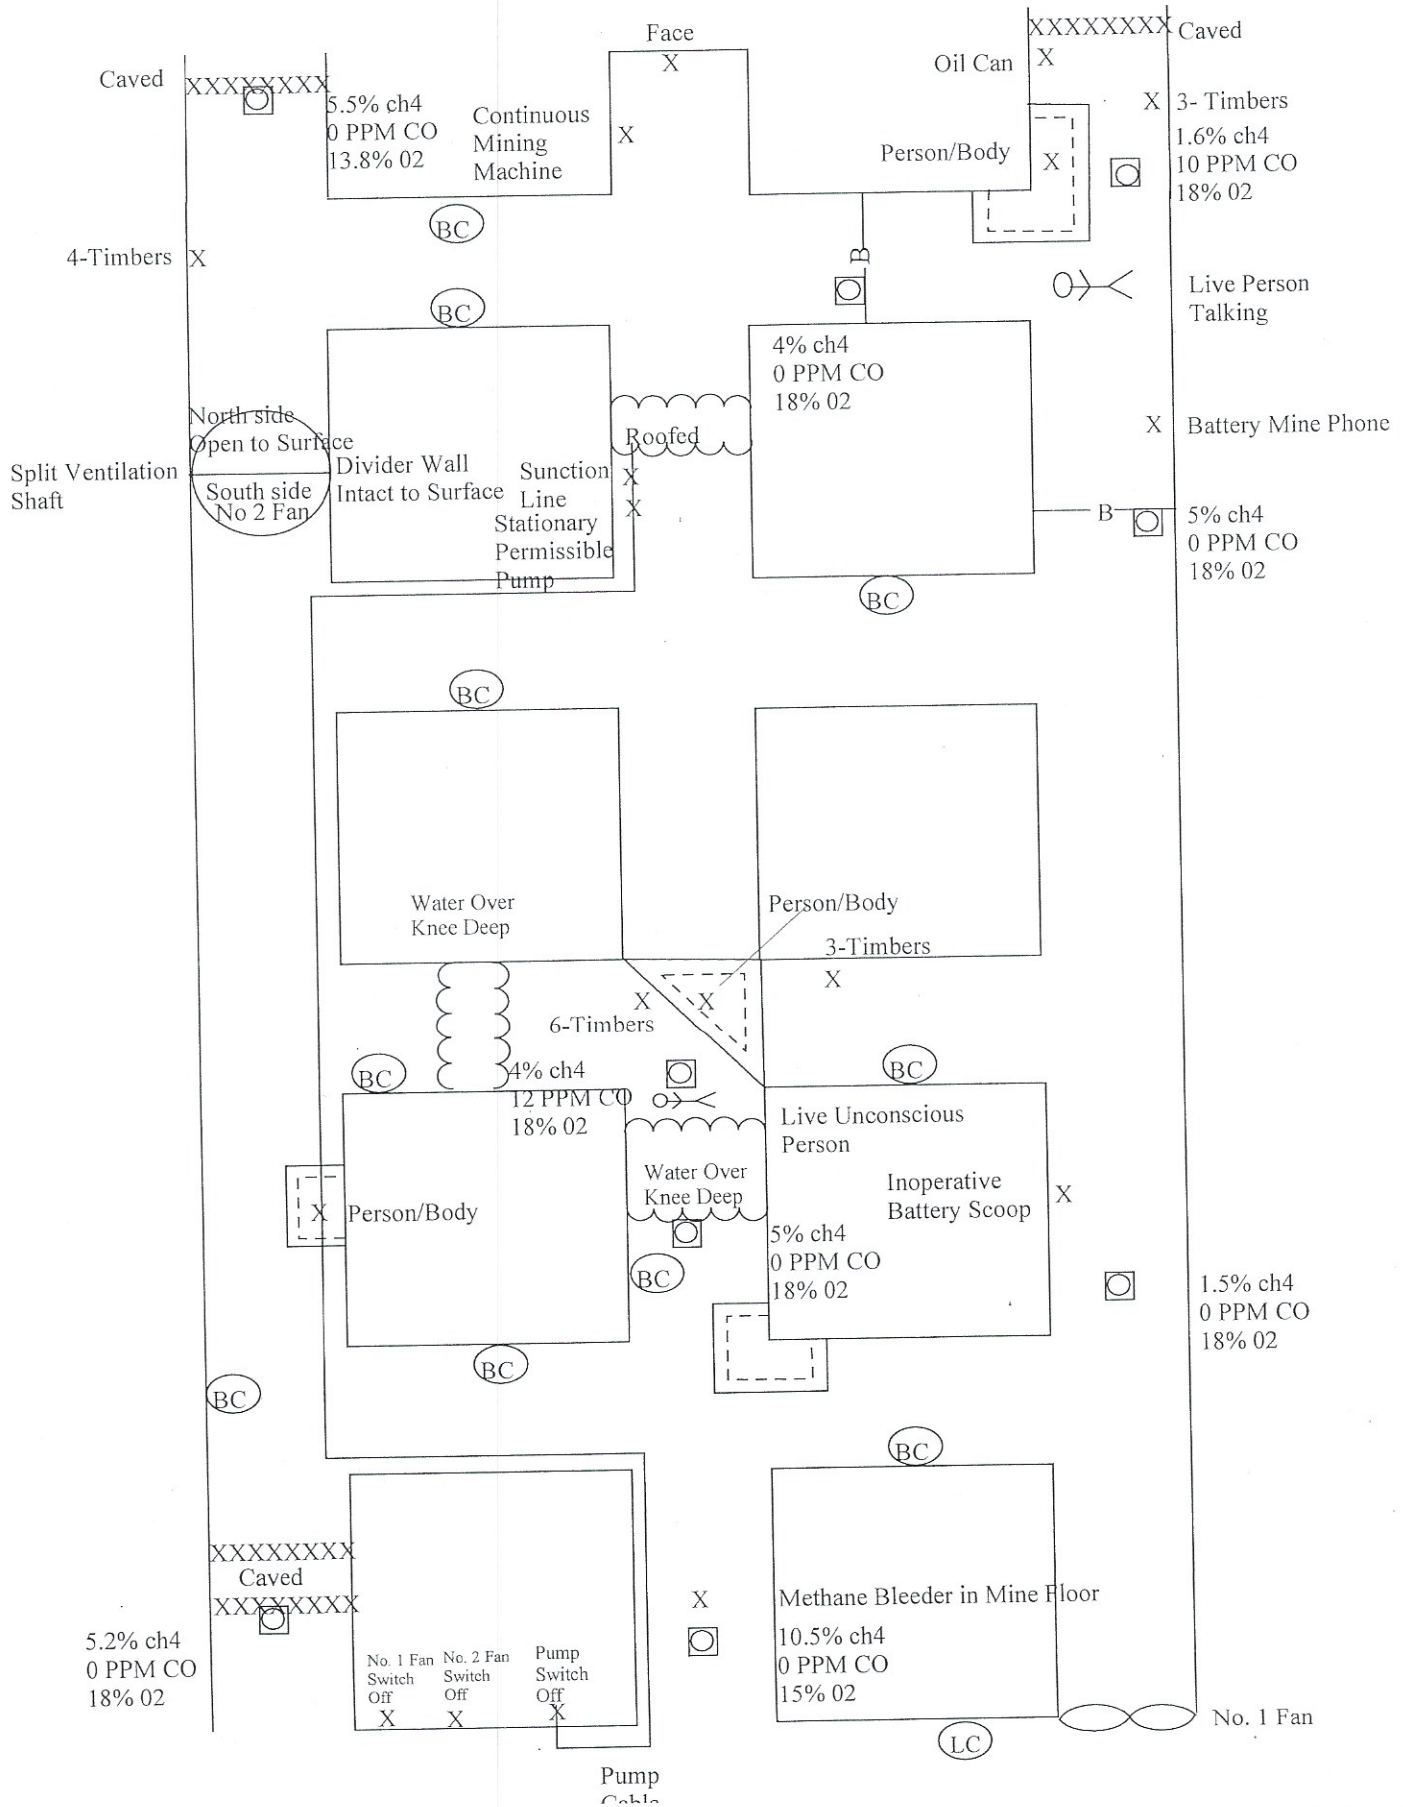 Face
XXXXXXXX Caved
Caved XXXXXXXX
X
Oil Can X
5.5% ch4
0 PPM CO
13.8% 02
Continuous
Mining
Machine
X
X 3- Timbers
1.6% ch4
10 PPM CO
18% 02
Person/Body X
BC
4-Timbers X
B
Live Person
Talking
BC
4% ch4
0 PPM CO
18% 02
North side
Open to Surface
Roofed
X Battery Mine Phone
Split Ventilation
Shaft
South side
No 2 Fan
Divider Wall
Intact to Surface
Sunction
Line
X
X
Stationary
Permissible
Pump
B
5% ch4
0 PPM CO
18% 02
BC
BC
Water Over
Knee Deep
Person/Body
3-Timbers
X
X
X
6-Timbers
BC
4% ch4
12 PPM CO
18% 02
BC
Live Unconscious
Person
Water Over
Knee Deep
Inoperative
Battery Scoop
X
X Person/Body
5% ch4
0 PPM CO
18% 02
BC
1.5% ch4
0 PPM CO
18% 02
BC
BC
BC
XXXXXXXX
Caved
XXXXXXXX
X
Methane Bleeder in Mine Floor
5.2% ch4
0 PPM CO
18% 02
10.5% ch4
0 PPM CO
15% 02
No. 1 Fan
Switch
Off
X
No. 2 Fan
Switch
Off
X
Pump
Switch
Off
X
No. 1 Fan
LC
Pump
Cable